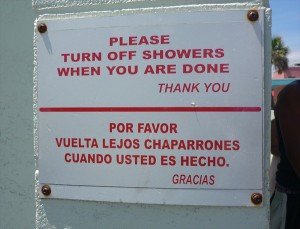 PLEASE
TURN OFF SHOWERS
WHEN YOU ARE DONE
THANK YOU
POR FAVOR
VUELTA LEJOS CHAPARRONES
CUANDO USTED ES HECHO.
GRACIAS